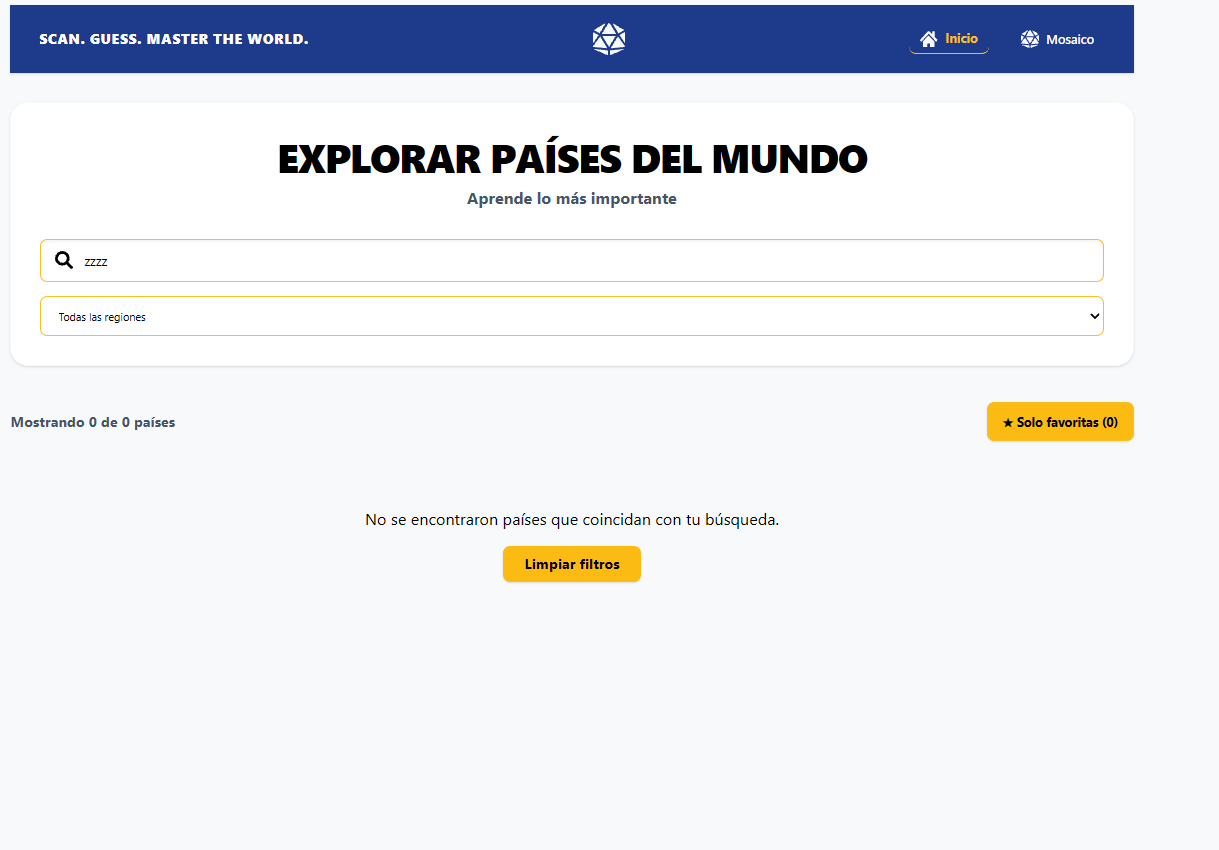 SCAN. GUESS. MASTER THE WORLD.
Inicio
Mosaico
EXPLORAR PAÍSES DEL MUNDO
Aprende lo más importante
zzzz
Todas las regiones
Mostrando 0 de 0 países
★ Solo favoritas (0)
No se encontraron países que coincidan con tu búsqueda.
Limpiar filtros